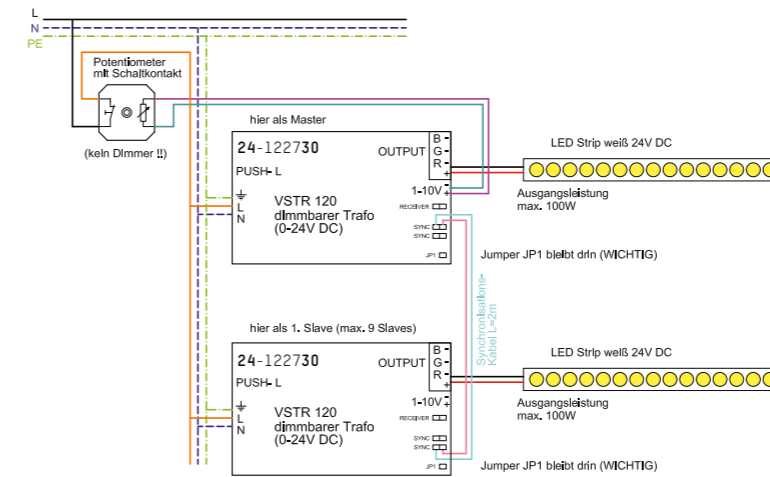 L
N
PE
Potentiometer
mit Schaltkontakt
(kein Dimmer !!)
hier als Master
24-122730
PUSH- L
OUTPUT
B -
G -
R -
+
1-10V - +
L
N
VSTR 120
dimmbarer Trafo
(0-24V DC)
RECEIVER
SYNC
SYNC
JP1
LED Strip weiß 24V DC
Ausgangsleistung
max. 100W
Jumper JP1 bleibt drin (WICHTIG)
Synchronisations-
Kabel L=2m
hier als 1. Slave (max. 9 Slaves)
24-122730
PUSH- L
OUTPUT
B -
G -
R -
+
1-10V - +
L
N
VSTR 120
dimmbarer Trafo
(0-24V DC)
RECEIVER
SYNC
SYNC
JP1
LED Strip weiß 24V DC
Ausgangsleistung
max. 100W
Jumper JP1 bleibt drin (WICHTIG)